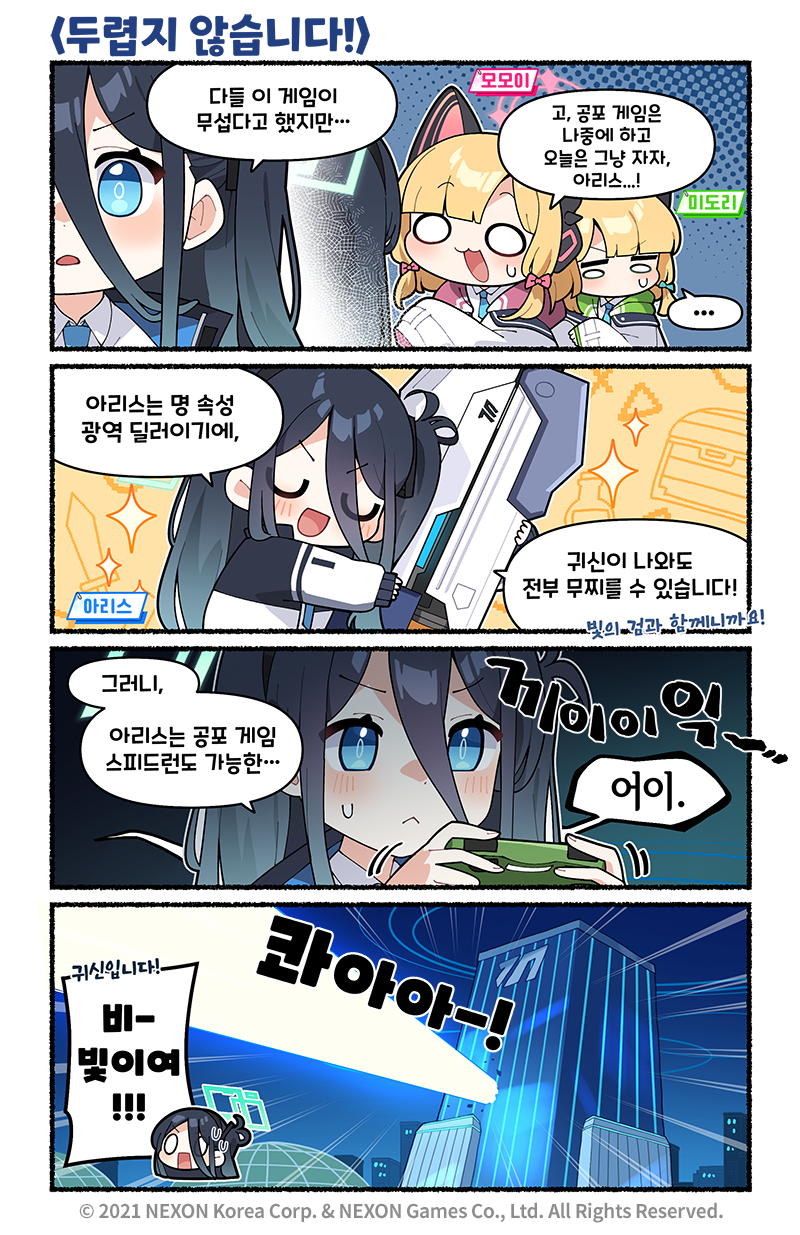 <두렵지 않습니다!>
다들 이 게임이
무섭다고 했지만…
모모이
고, 공포 게임은
나중에 하고
오늘은 그냥 자자,
아리스…!
미도리
…
아리스는 명 속성
광역 딜러이기에,
아리스
귀신이 나와도
전부 무찌를 수 있습니다!
빛의 검과 함께니까요!
그러니,
아리스는 공포 게임
스피드런도 가능한…
끼이이익
어이.
콰아아아-!
귀신입니다!
비-
빛이여
!!!
© 2021 NEXON Korea Corp. & NEXON Games Co., Ltd. All Rights Reserved.